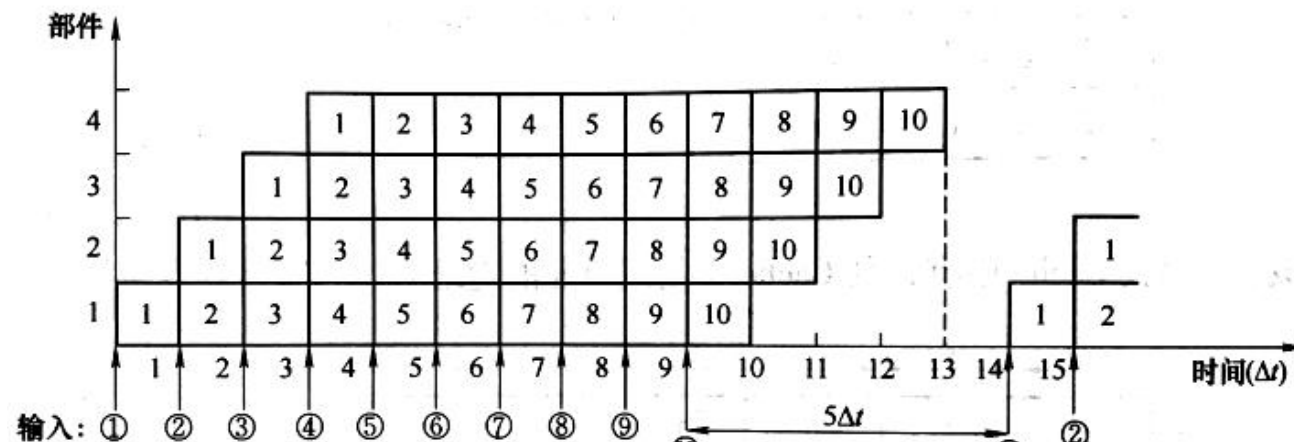 部件
4 1 2 3 4 5 6 7 8 9 10
3 1 2 3 4 5 6 7 8 9 10
2 1 2 3 4 5 6 7 8 9 10 1
1 1 2 3 4 5 6 7 8 9 10 1 2
1 2 3 4 5 6 7 8 9 10 11 12 13 14 15 时间(Δt)
输入: ① ② ③ ④ ⑤ ⑥ ⑦ ⑧ ⑨ 5Δt ②